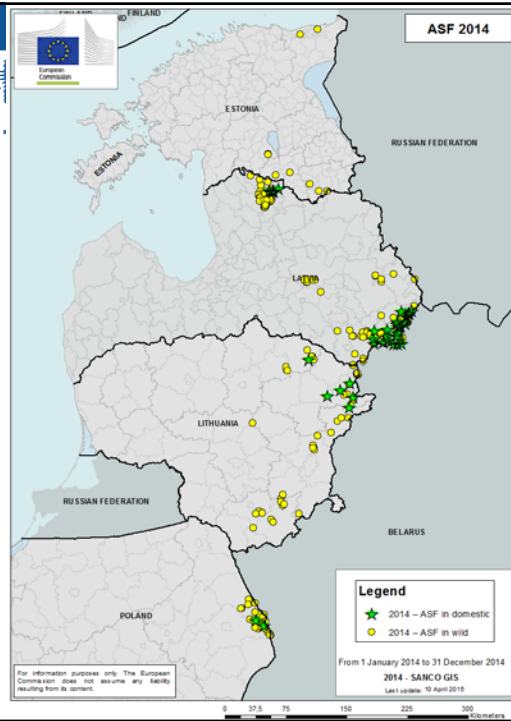 FINLAND
ASF 2014
European
Commission
ESTONIA
RUSSIAN FEDERATION
ESTONIA
LATVIA
LITHUANIA
RUSSIAN FEDERATION
BELARUS
POLAND
Legend
2014 – ASF in domestic
2014 – ASF in wild
From 1 January 2014 to 31 December 2014
2014 - SANCO GIS
Last update: 10 April 2015
For information purposes only. The European
Commission does not assume any liability
resulting from its content.
0 37,5 75 150 225 300
Kilometers